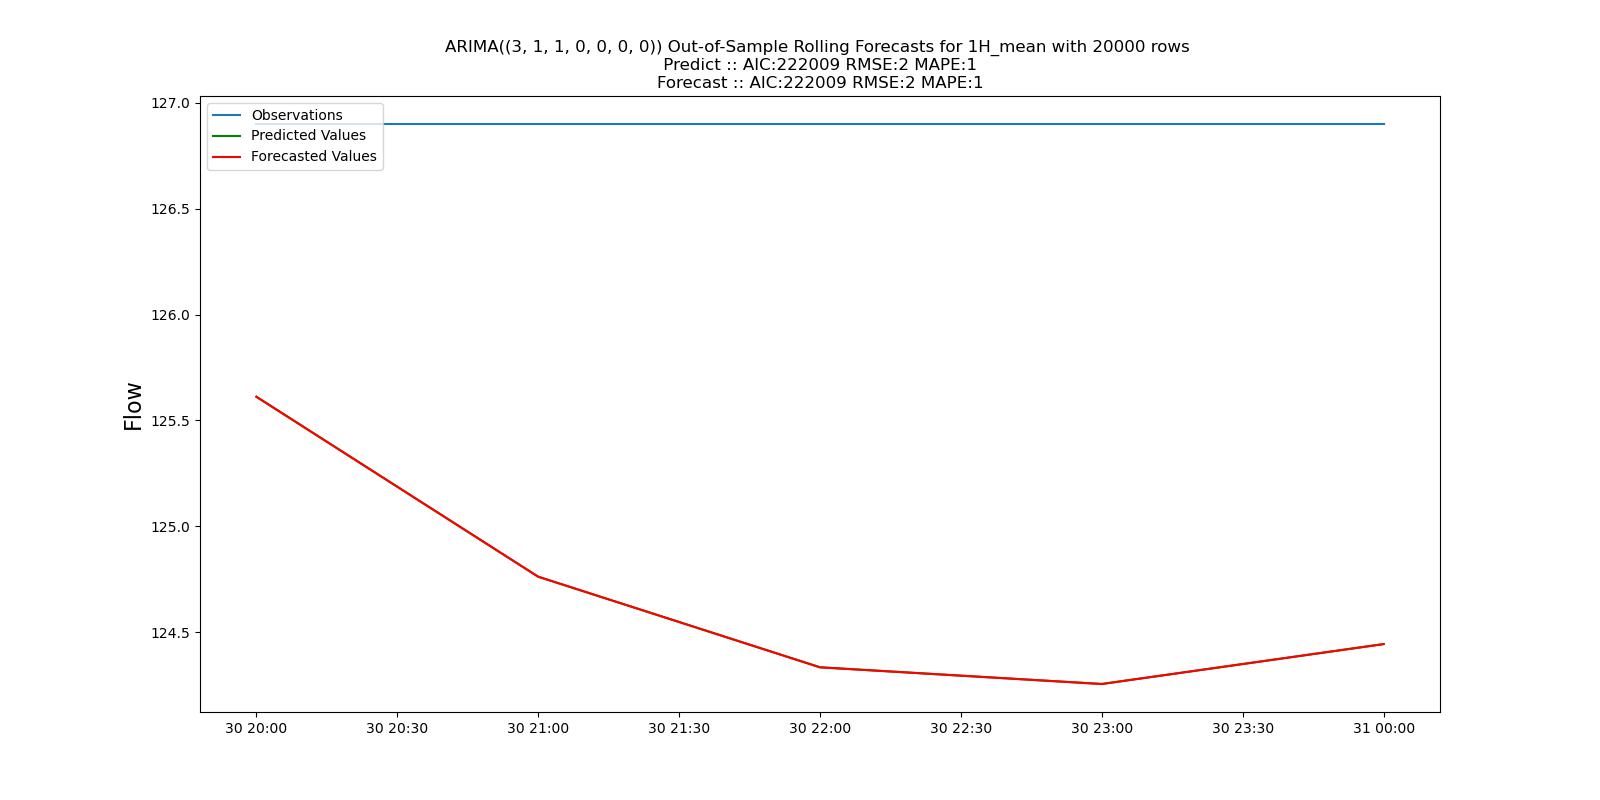 ARIMA((3, 1, 1, 0, 0, 0, 0)) Out-of-Sample Rolling Forecasts for 1H_mean with 20000 rows
Predict :: AIC:222009 RMSE:2 MAPE:1
Forecast :: AIC:222009 RMSE:2 MAPE:1
Observations
Predicted Values
Forecasted Values
127.0
126.5
126.0
125.5
125.0
124.5
Flow
30 20:00
30 20:30
30 21:00
30 21:30
30 22:00
30 22:30
30 23:00
30 23:30
31 00:00